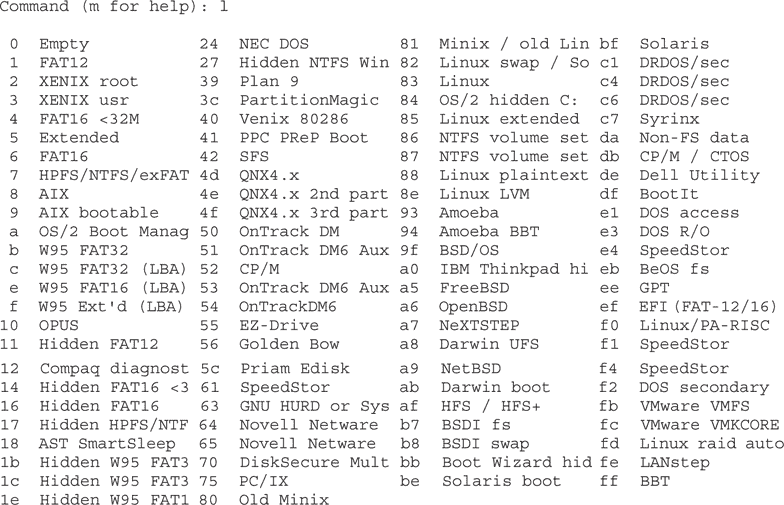 Command (m for help): l
0 Empty 24 NEC DOS 81 Minix / old Lin bf Solaris
1 FAT12 27 Hidden NTFS Win 82 Linux swap / So c1 DRDOS/sec
2 XENIX root 39 Plan 9 83 Linux c4 DRDOS/sec
3 XENIX usr 3c PartitionMagic 84 OS/2 hidden C: c6 DRDOS/sec
4 FAT16 <32M 40 Venix 80286 85 Linux extended c7 Syrinx
5 Extended 41 PPC PReP Boot 86 NTFS volume set da Non-FS data
6 FAT16 42 SFS 87 NTFS volume set db CP/M / CTOS
7 HPFS/NTFS/exFAT 4d QNX4.x 88 Linux plaintext de Dell Utility
8 AIX 4e QNX4.x 2nd part 8e Linux LVM df BootIt
9 AIX bootable 4f QNX4.x 3rd part 93 Amoeba e1 DOS access
a OS/2 Boot Manag 50 OnTrack DM 94 Amoeba BBT e3 DOS R/O
b W95 FAT32 51 OnTrack DM6 Aux 9f BSD/OS e4 SpeedStor
c W95 FAT32 (LBA) 52 CP/M a0 IBM Thinkpad hi eb BeOS fs
e W95 FAT16 (LBA) 53 OnTrack DM6 Aux a5 FreeBSD ee GPT
f W95 Ext'd (LBA) 54 OnTrackDM6 a6 OpenBSD ef EFI (FAT-12/16)
10 OPUS 55 EZ-Drive a7 NeXTSTEP f0 Linux/PA-RISC
11 Hidden FAT12 56 Golden Bow a8 Darwin UFS f1 SpeedStor
12 Compaq diagnost 5c Priam Edisk a9 NetBSD f4 SpeedStor
14 Hidden FAT16 <3 61 SpeedStor ab Darwin boot f2 DOS secondary
16 Hidden FAT16 63 GNU HURD or Sys af HFS / HFS+ fb VMware VMFS
17 Hidden HPFS/NTF 64 Novell Netware b7 BSDI fs fc VMware VMKCORE
18 AST SmartSleep 65 Novell Netware b8 BSDI swap fd Linux raid auto
1b Hidden W95 FAT3 70 DiskSecure Mult bb Boot Wizard hid fe LANstep
1c Hidden W95 FAT3 75 PC/IX be Solaris boot ff BBT
1e Hidden W95 FAT1 80 Old Minix